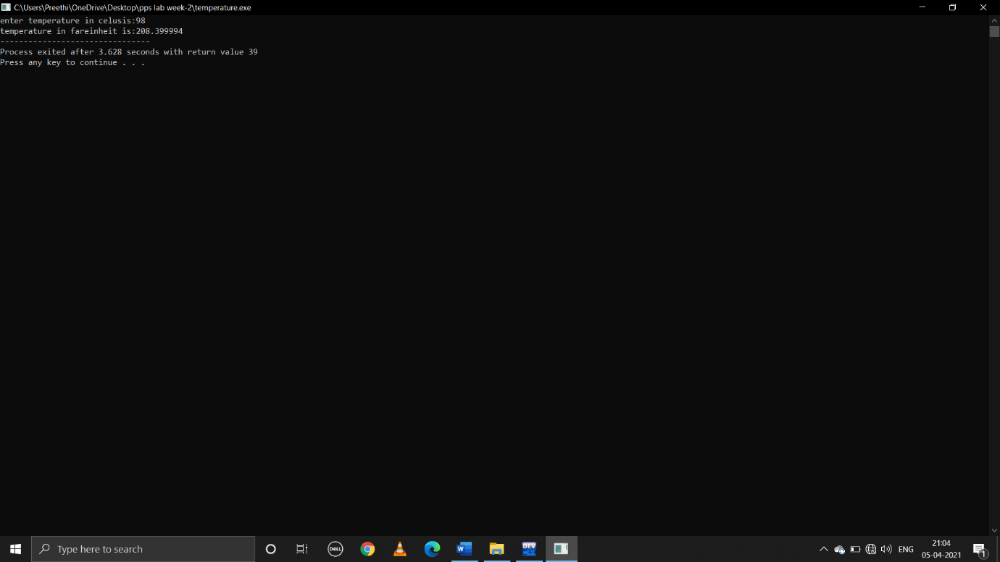 C:\Users\Preethi\OneDrive\Desktop\pps lab week-2\temperature.exe
enter temperature in celusis:98
temperature in fareinheit is:208.399994
--------------------------------
Process exited after 3.628 seconds with return value 39
Press any key to continue . . .
Type here to search
DELL
W
DEV
C++
ENG
21:04
05-04-2021
1